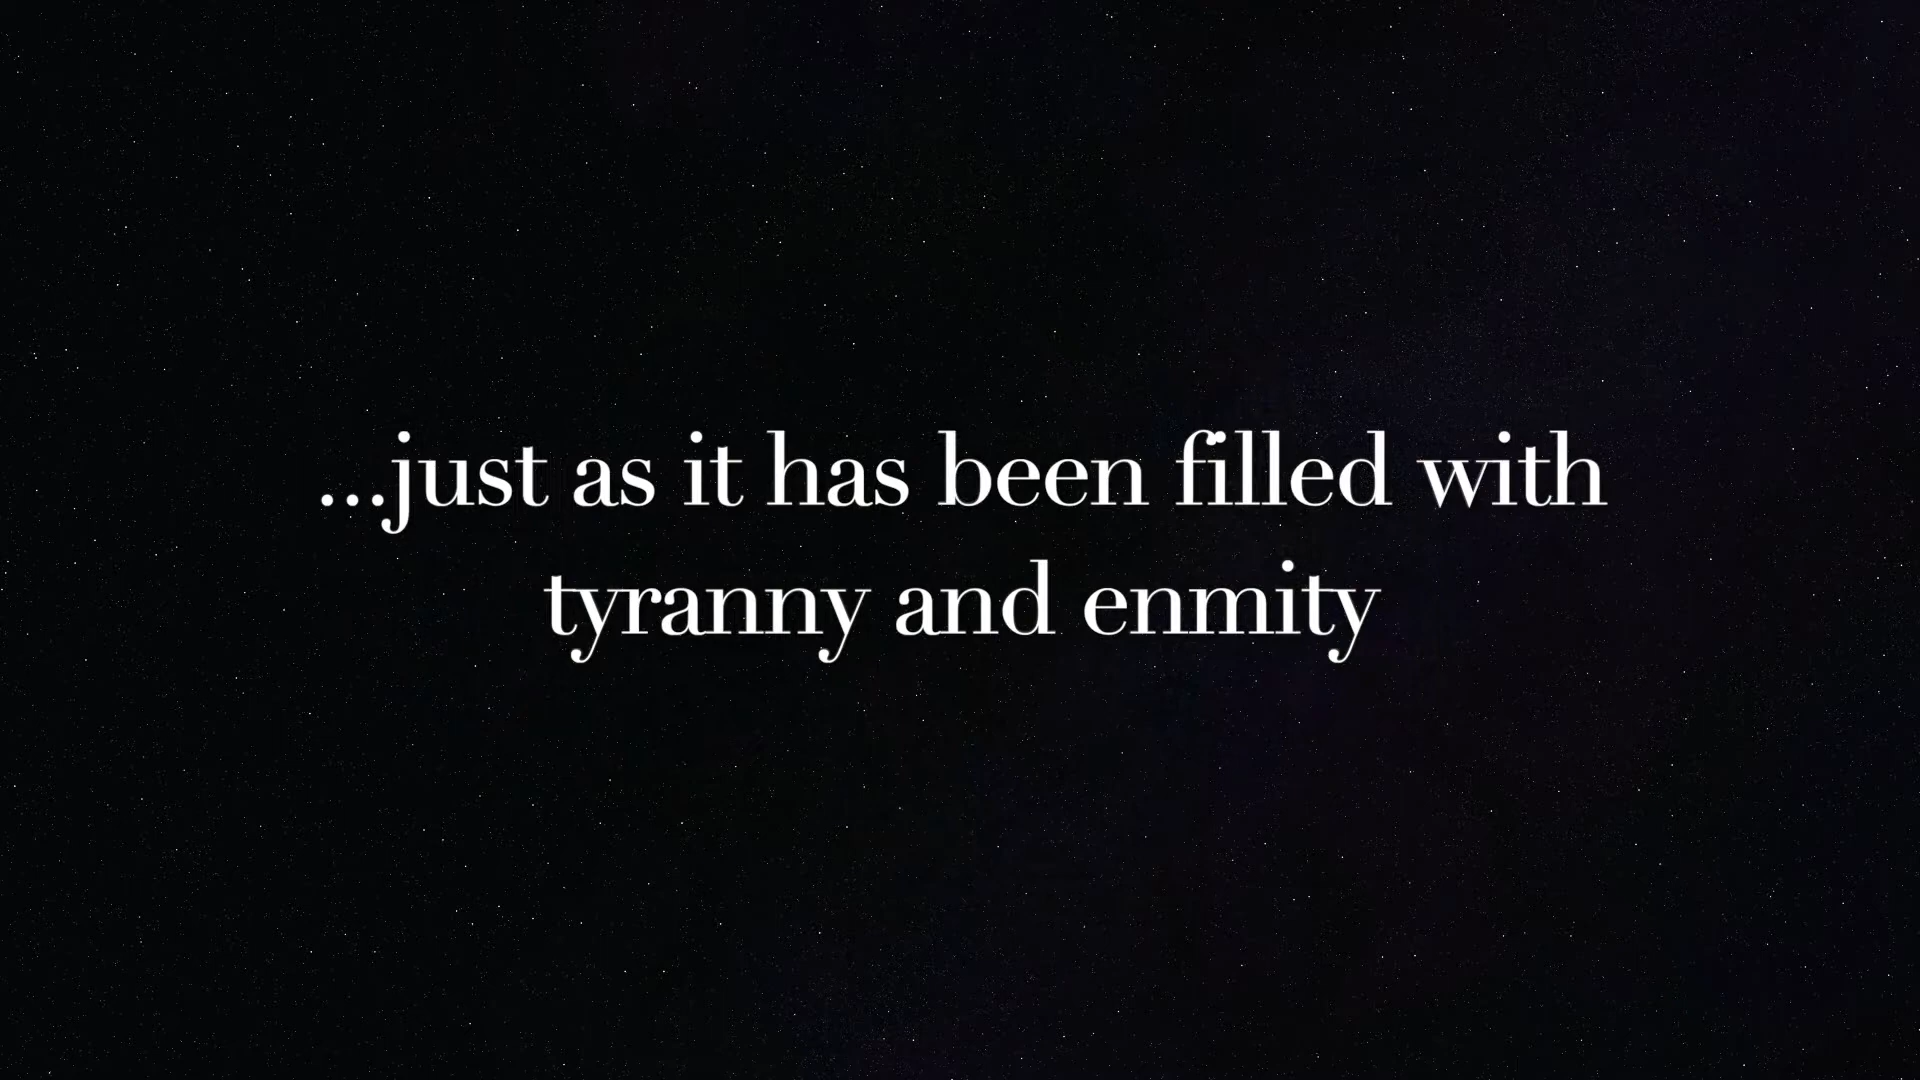 ...just as it has been filled with
tyranny and enmity